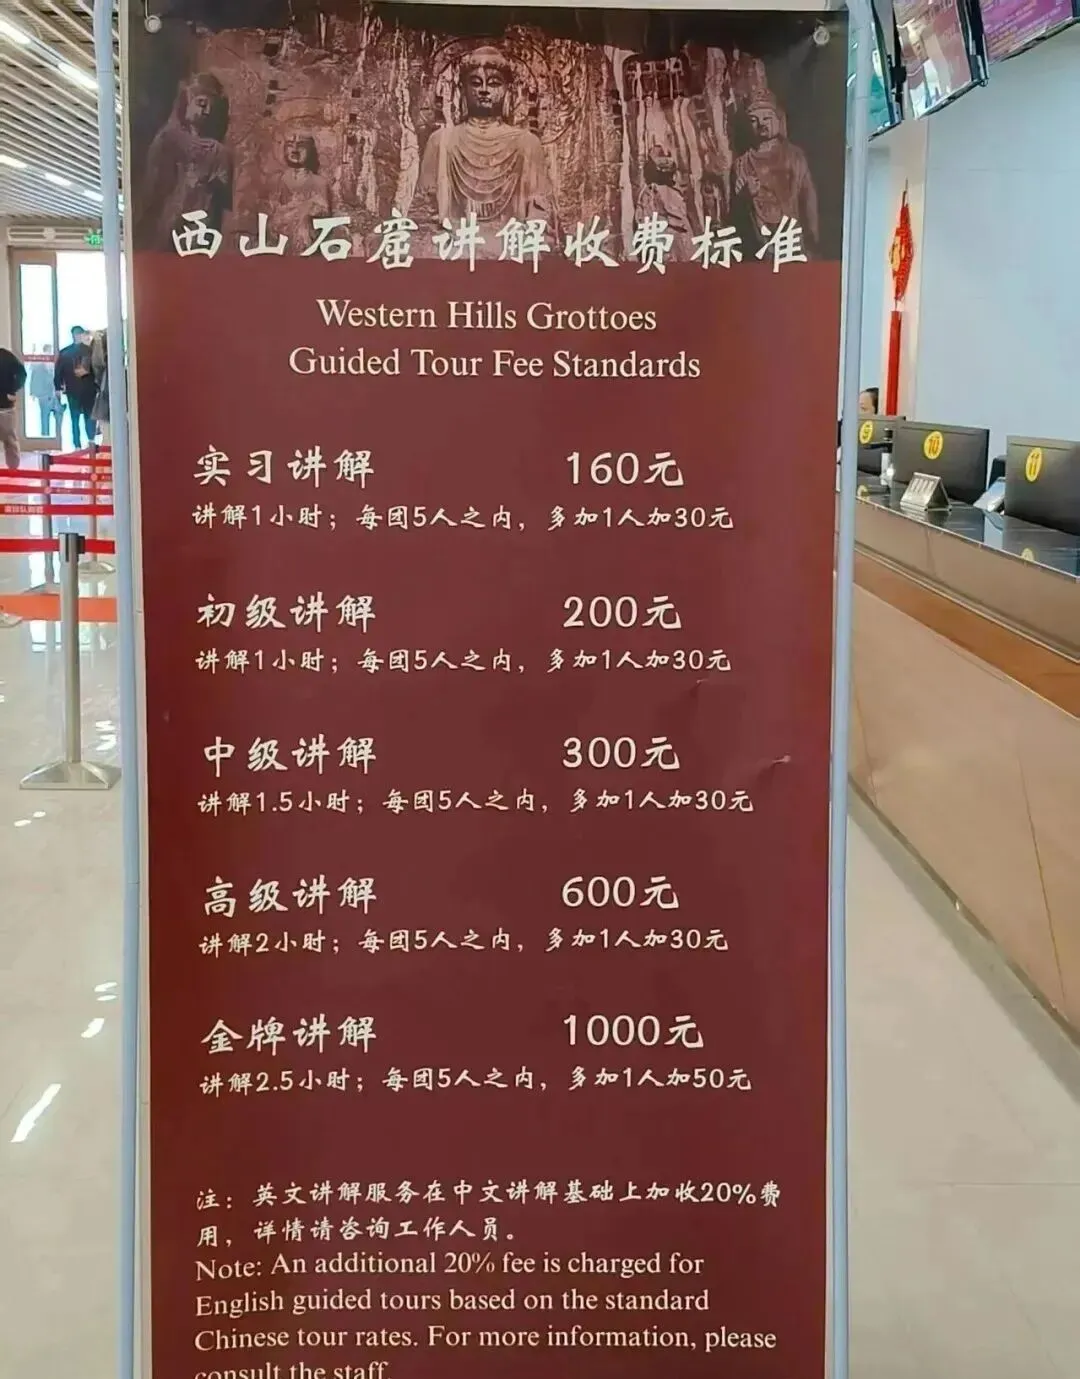 西山石窟讲解收费标准
Western Hills Grottoes
Guided Tour Fee Standards
实习讲解 160元
讲解1小时；每团5人之内，多加1人加30元
初级讲解 200元
讲解1小时；每团5人之内，多加1人加30元
中级讲解 300元
讲解1.5小时；每团5人之内，多加1人加30元
高级讲解 600元
讲解2小时；每团5人之内，多加1人加30元
金牌讲解 1000元
讲解2.5小时；每团5人之内，多加1人加50元
注：英文讲解服务在中文讲解基础上加收20%费
用，详情请咨询工作人员。
Note: An additional 20% fee is charged for
English guided tours based on the standard
Chinese tour rates. For more information, please
consult the staff.
9
10
11